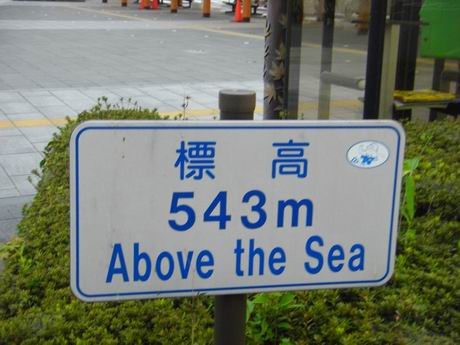 標高
543m
Above the Sea